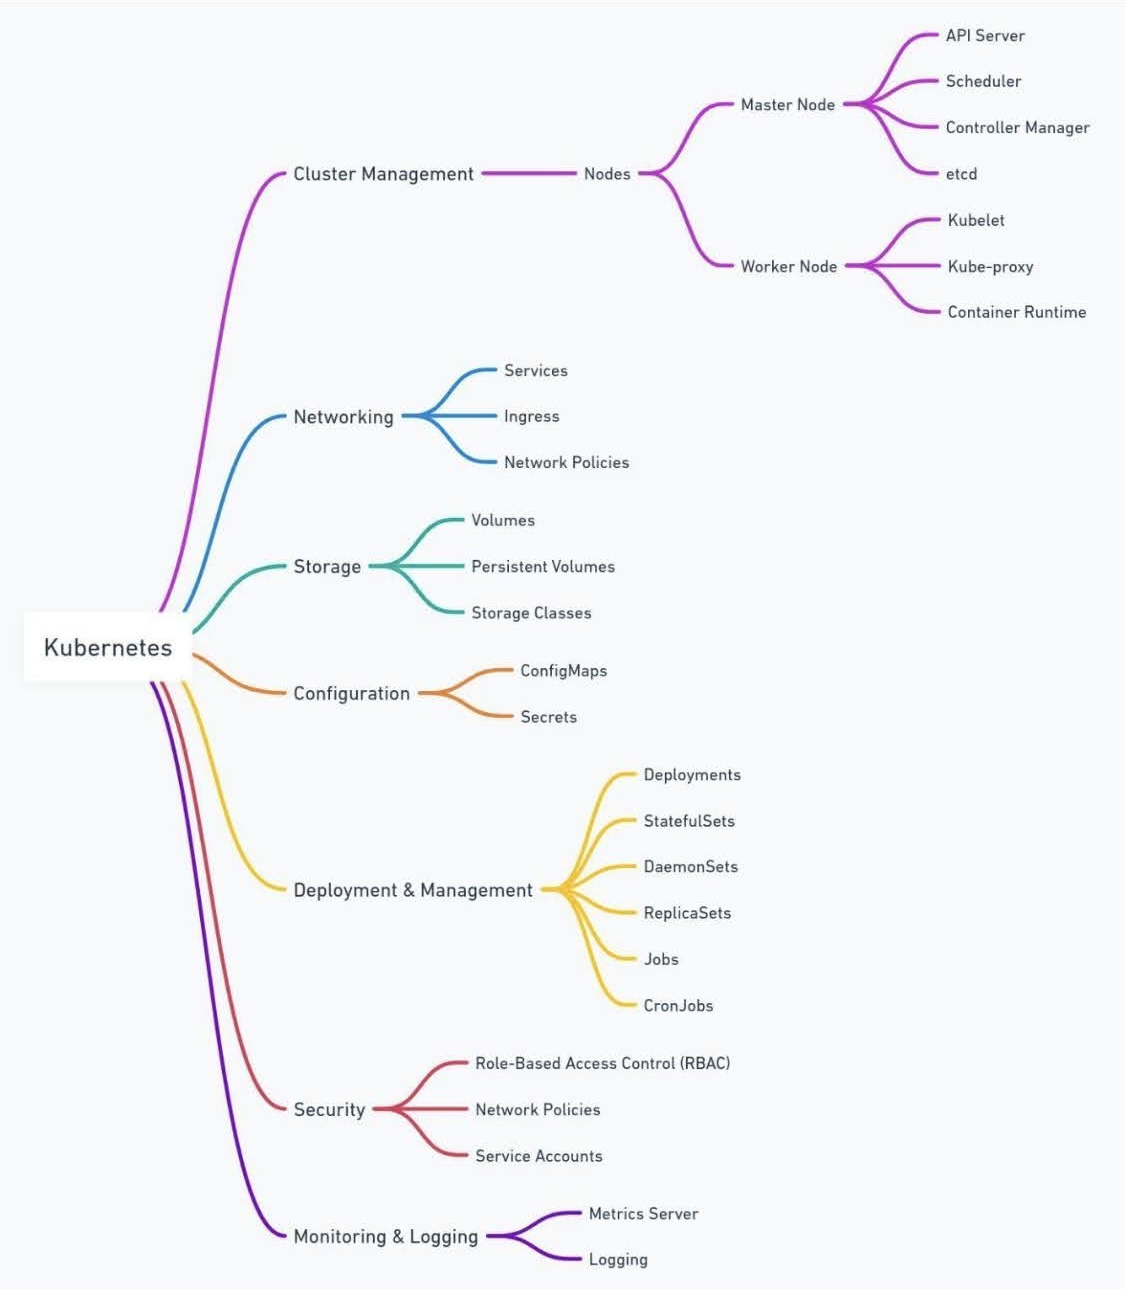 Kubernetes
Cluster Management
Nodes
Master Node
API Server
Scheduler
Controller Manager
etcd
Worker Node
Kubelet
Kube-proxy
Container Runtime
Networking
Services
Ingress
Network Policies
Storage
Volumes
Persistent Volumes
Storage Classes
Configuration
ConfigMaps
Secrets
Deployment & Management
Deployments
StatefulSets
DaemonSets
ReplicaSets
Jobs
CronJobs
Security
Role-Based Access Control (RBAC)
Network Policies
Service Accounts
Monitoring & Logging
Metrics Server
Logging